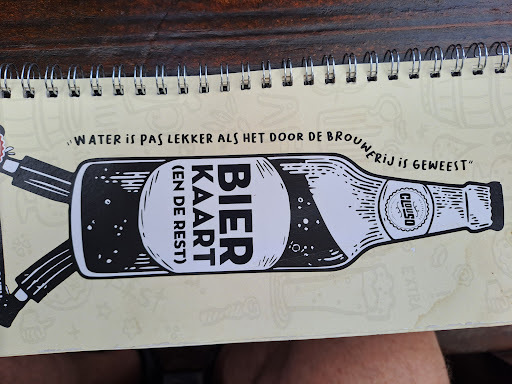 „WATER iS PAS LEKKER ALS HET DOOR DE BROUWERiJ iS GEWEEST“
BIER
KAART
(EN DE REST)